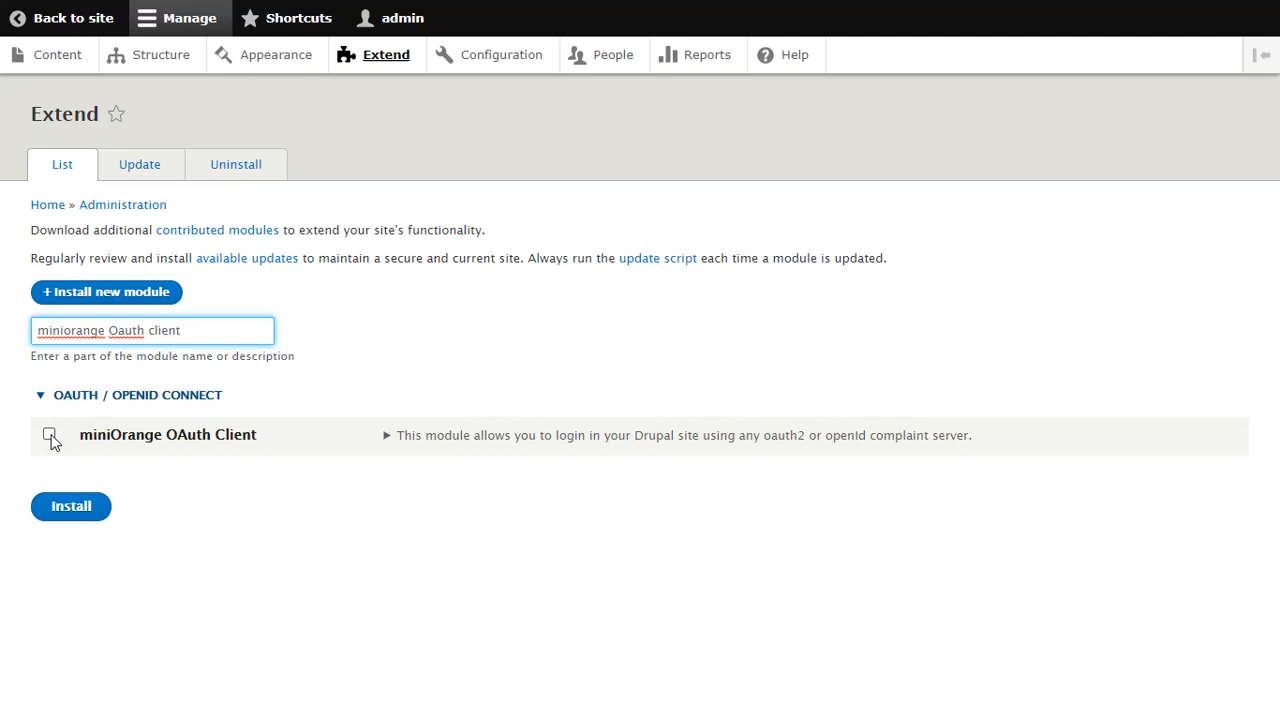 Back to site Manage Shortcuts admin
Content Structure Appearance Extend Configuration People Reports Help
Extend
List Update Uninstall
Home » Administration
Download additional contributed modules to extend your site's functionality.
Regularly review and install available updates to maintain a secure and current site. Always run the update script each time a module is updated.
+ Install new module
miniorange Oauth client
Enter a part of the module name or description
OAUTH / OPENID CONNECT
miniOrange OAuth Client This module allows you to login in your Drupal site using any oauth2 or openId complaint server.
Install